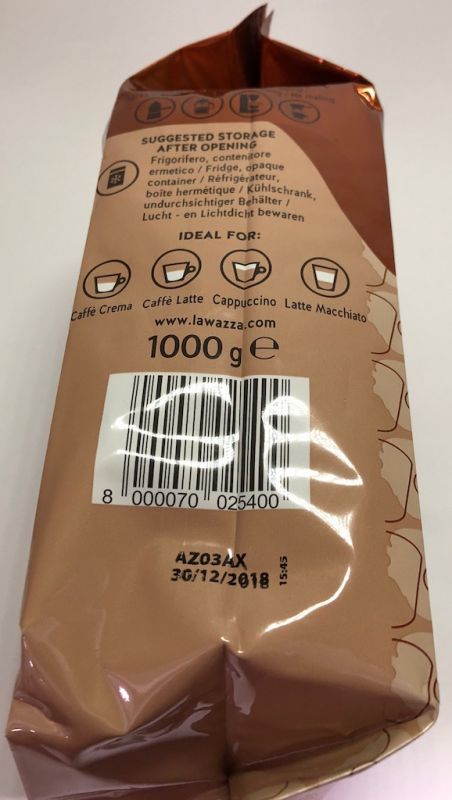 SUGGESTED STORAGE
AFTER OPENING
Frigorifero, contenitore
ermetico / Fridge, opaque
container / Réfrigérateur,
boîte hermétique / Kühlschrank,
undurchsichtiger Behälter /
Lucht - en Lichtdicht bewaren
IDEAL FOR:
Caffè Crema Caffè Latte Cappuccino Latte Macchiato
www.lawazza.com
1000 g e
8 000070 025400
AZ03AX
30/12/2018 15:45